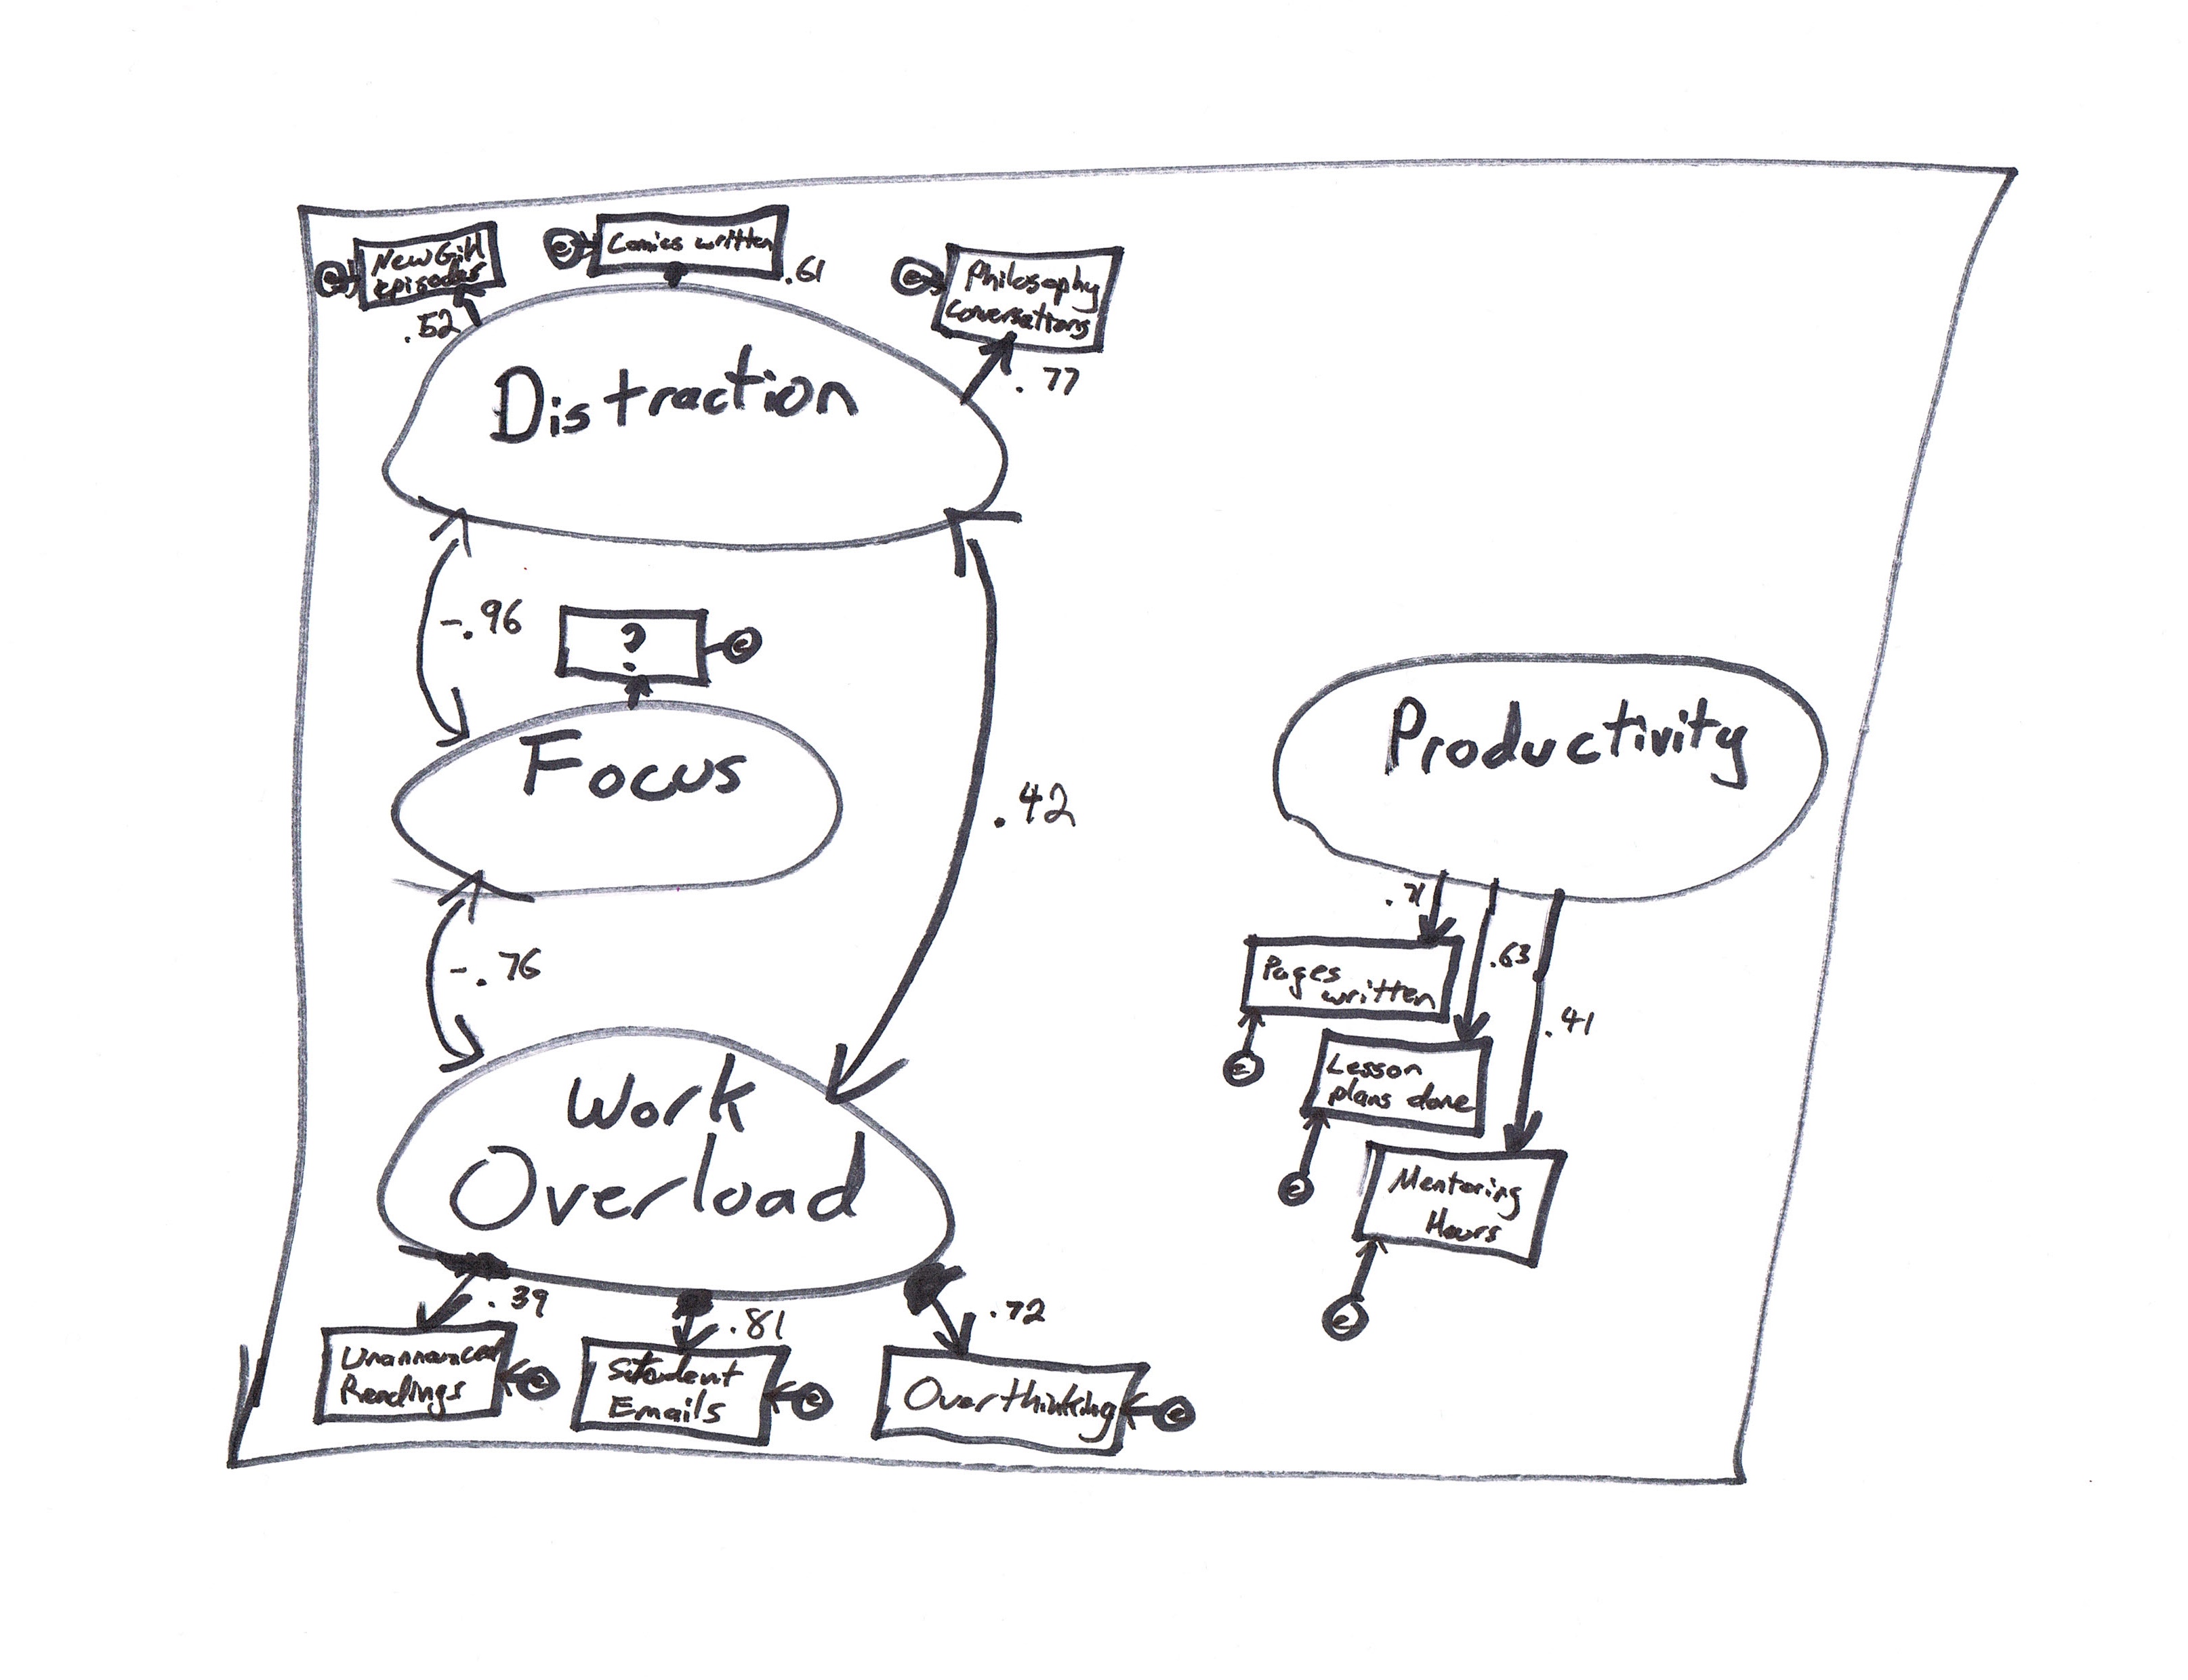 New Girl
episodes
e
.52
e
Comics written
.61
e
Philosophy
Conversations
.77
Distraction
-.96
?
e
Focus
.42
-.76
Work
Overload
.39
.81
.72
Readings
e
Student
Emails
e
Overthinking
e
Productivity
.71
.63
.41
Pages
written
e
Lesson
plans done
e
Mentoring
Hours
e